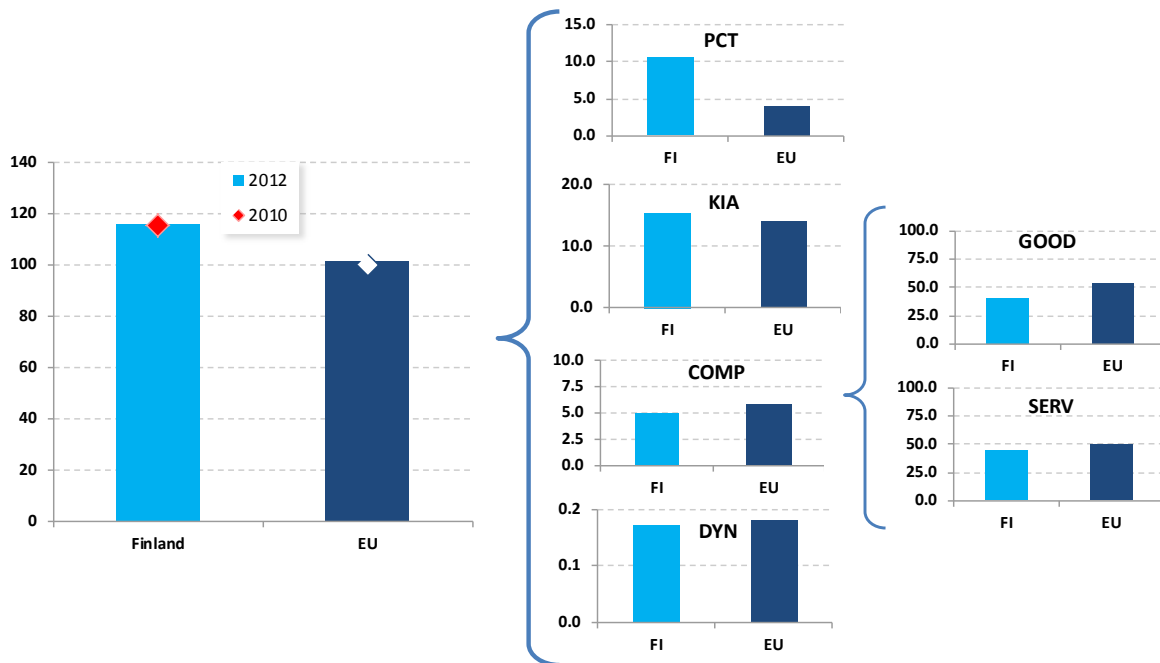 140
120
100
80
60
40
20
0
Finland
EU
2012
2010
15.0
10.0
5.0
0.0
PCT
FI
EU
20.0
10.0
0.0
KIA
FI
EU
10.0
7.5
5.0
2.5
0.0
COMP
FI
EU
0.2
0.1
0.0
DYN
FI
EU
100.0
75.0
50.0
25.0
0.0
GOOD
FI
EU
100.0
75.0
50.0
25.0
0.0
SERV
FI
EU